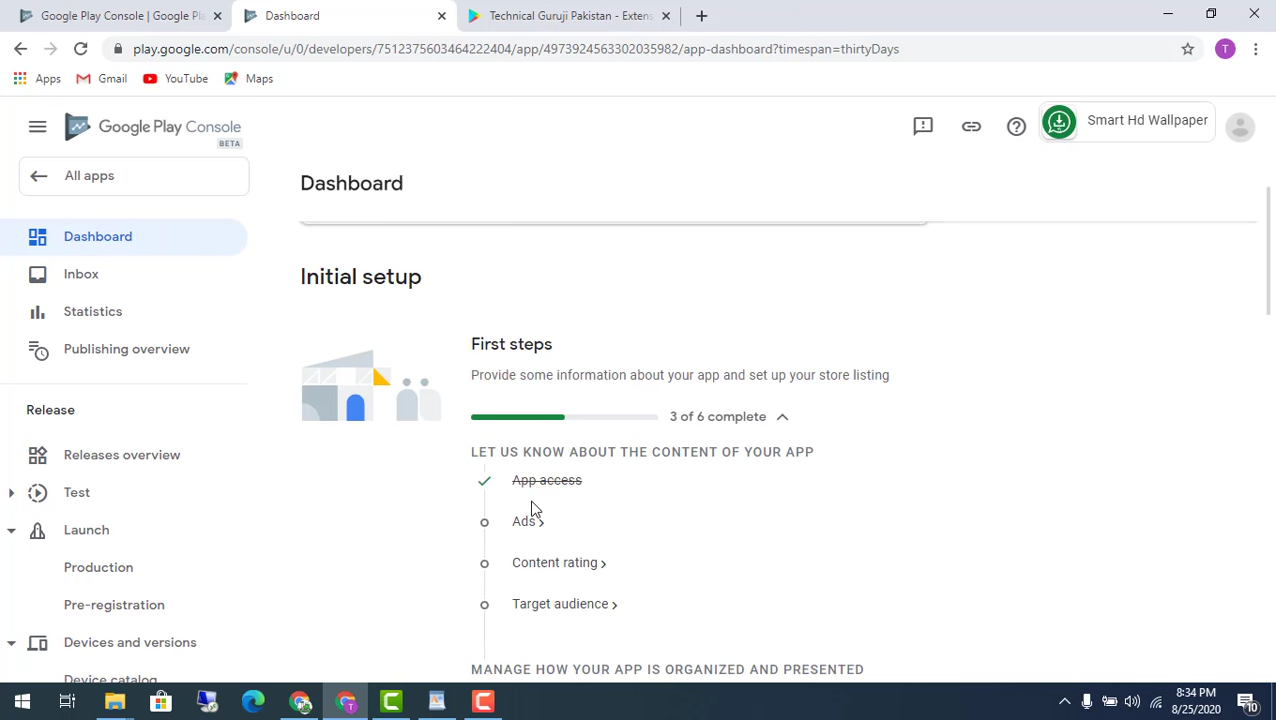 Google Play Console | Google Pla
Dashboard
Technical Guruji Pakistan - Exten
play.google.com/console/u/0/developers/7512375603464222404/app/4973924563302035982/app-dashboard?timespan=thirtyDays
T
Apps
Gmail
YouTube
Maps
Google Play Console
BETA
Smart Hd Wallpaper
All apps
Dashboard
Dashboard
Inbox
Statistics
Publishing overview
Release
Releases overview
Test
Launch
Production
Pre-registration
Devices and versions
Device catalog
Initial setup
First steps
Provide some information about your app and set up your store listing
3 of 6 complete
LET US KNOW ABOUT THE CONTENT OF YOUR APP
App access
Ads
Content rating
Target audience
MANAGE HOW YOUR APP IS ORGANIZED AND PRESENTED
8:34 PM
8/25/2020
10